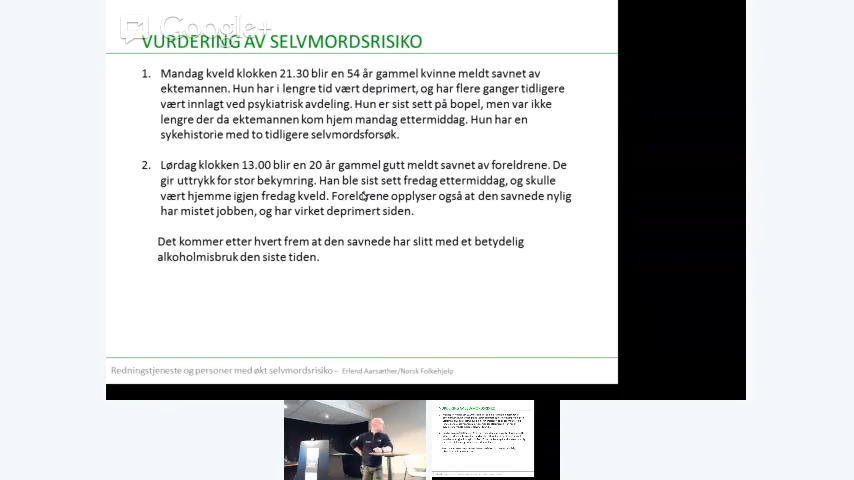 Google+
VURDERING AV SELVMORDSRISIKO
1. Mandag kveld klokken 21.30 blir en 54 år gammel kvinne meldt savnet av
ektemannen. Hun har i lengre tid vært deprimert, og har flere ganger tidligere
vært innlagt ved psykiatrisk avdeling. Hun er sist sett på bopel, men var ikke
lengre der da ektemannen kom hjem mandag ettermiddag. Hun har en
sykehistorie med to tidligere selvmordsforsøk.
2. Lørdag klokken 13.00 blir en 20 år gammel gutt meldt savnet av foreldrene. De
gir uttrykk for stor bekymring. Han ble sist sett fredag ettermiddag, og skulle
vært hjemme igjen fredag kveld. Foreldrene opplyser også at den savnede nylig
har mistet jobben, og har virket deprimert siden.
Det kommer etter hvert frem at den savnede har slitt med et betydelig
alkoholmisbruk den siste tiden.
Redningstjeneste og personer med økt selvmordsrisiko – Erlend Aarsæther/Norsk Folkehjelp